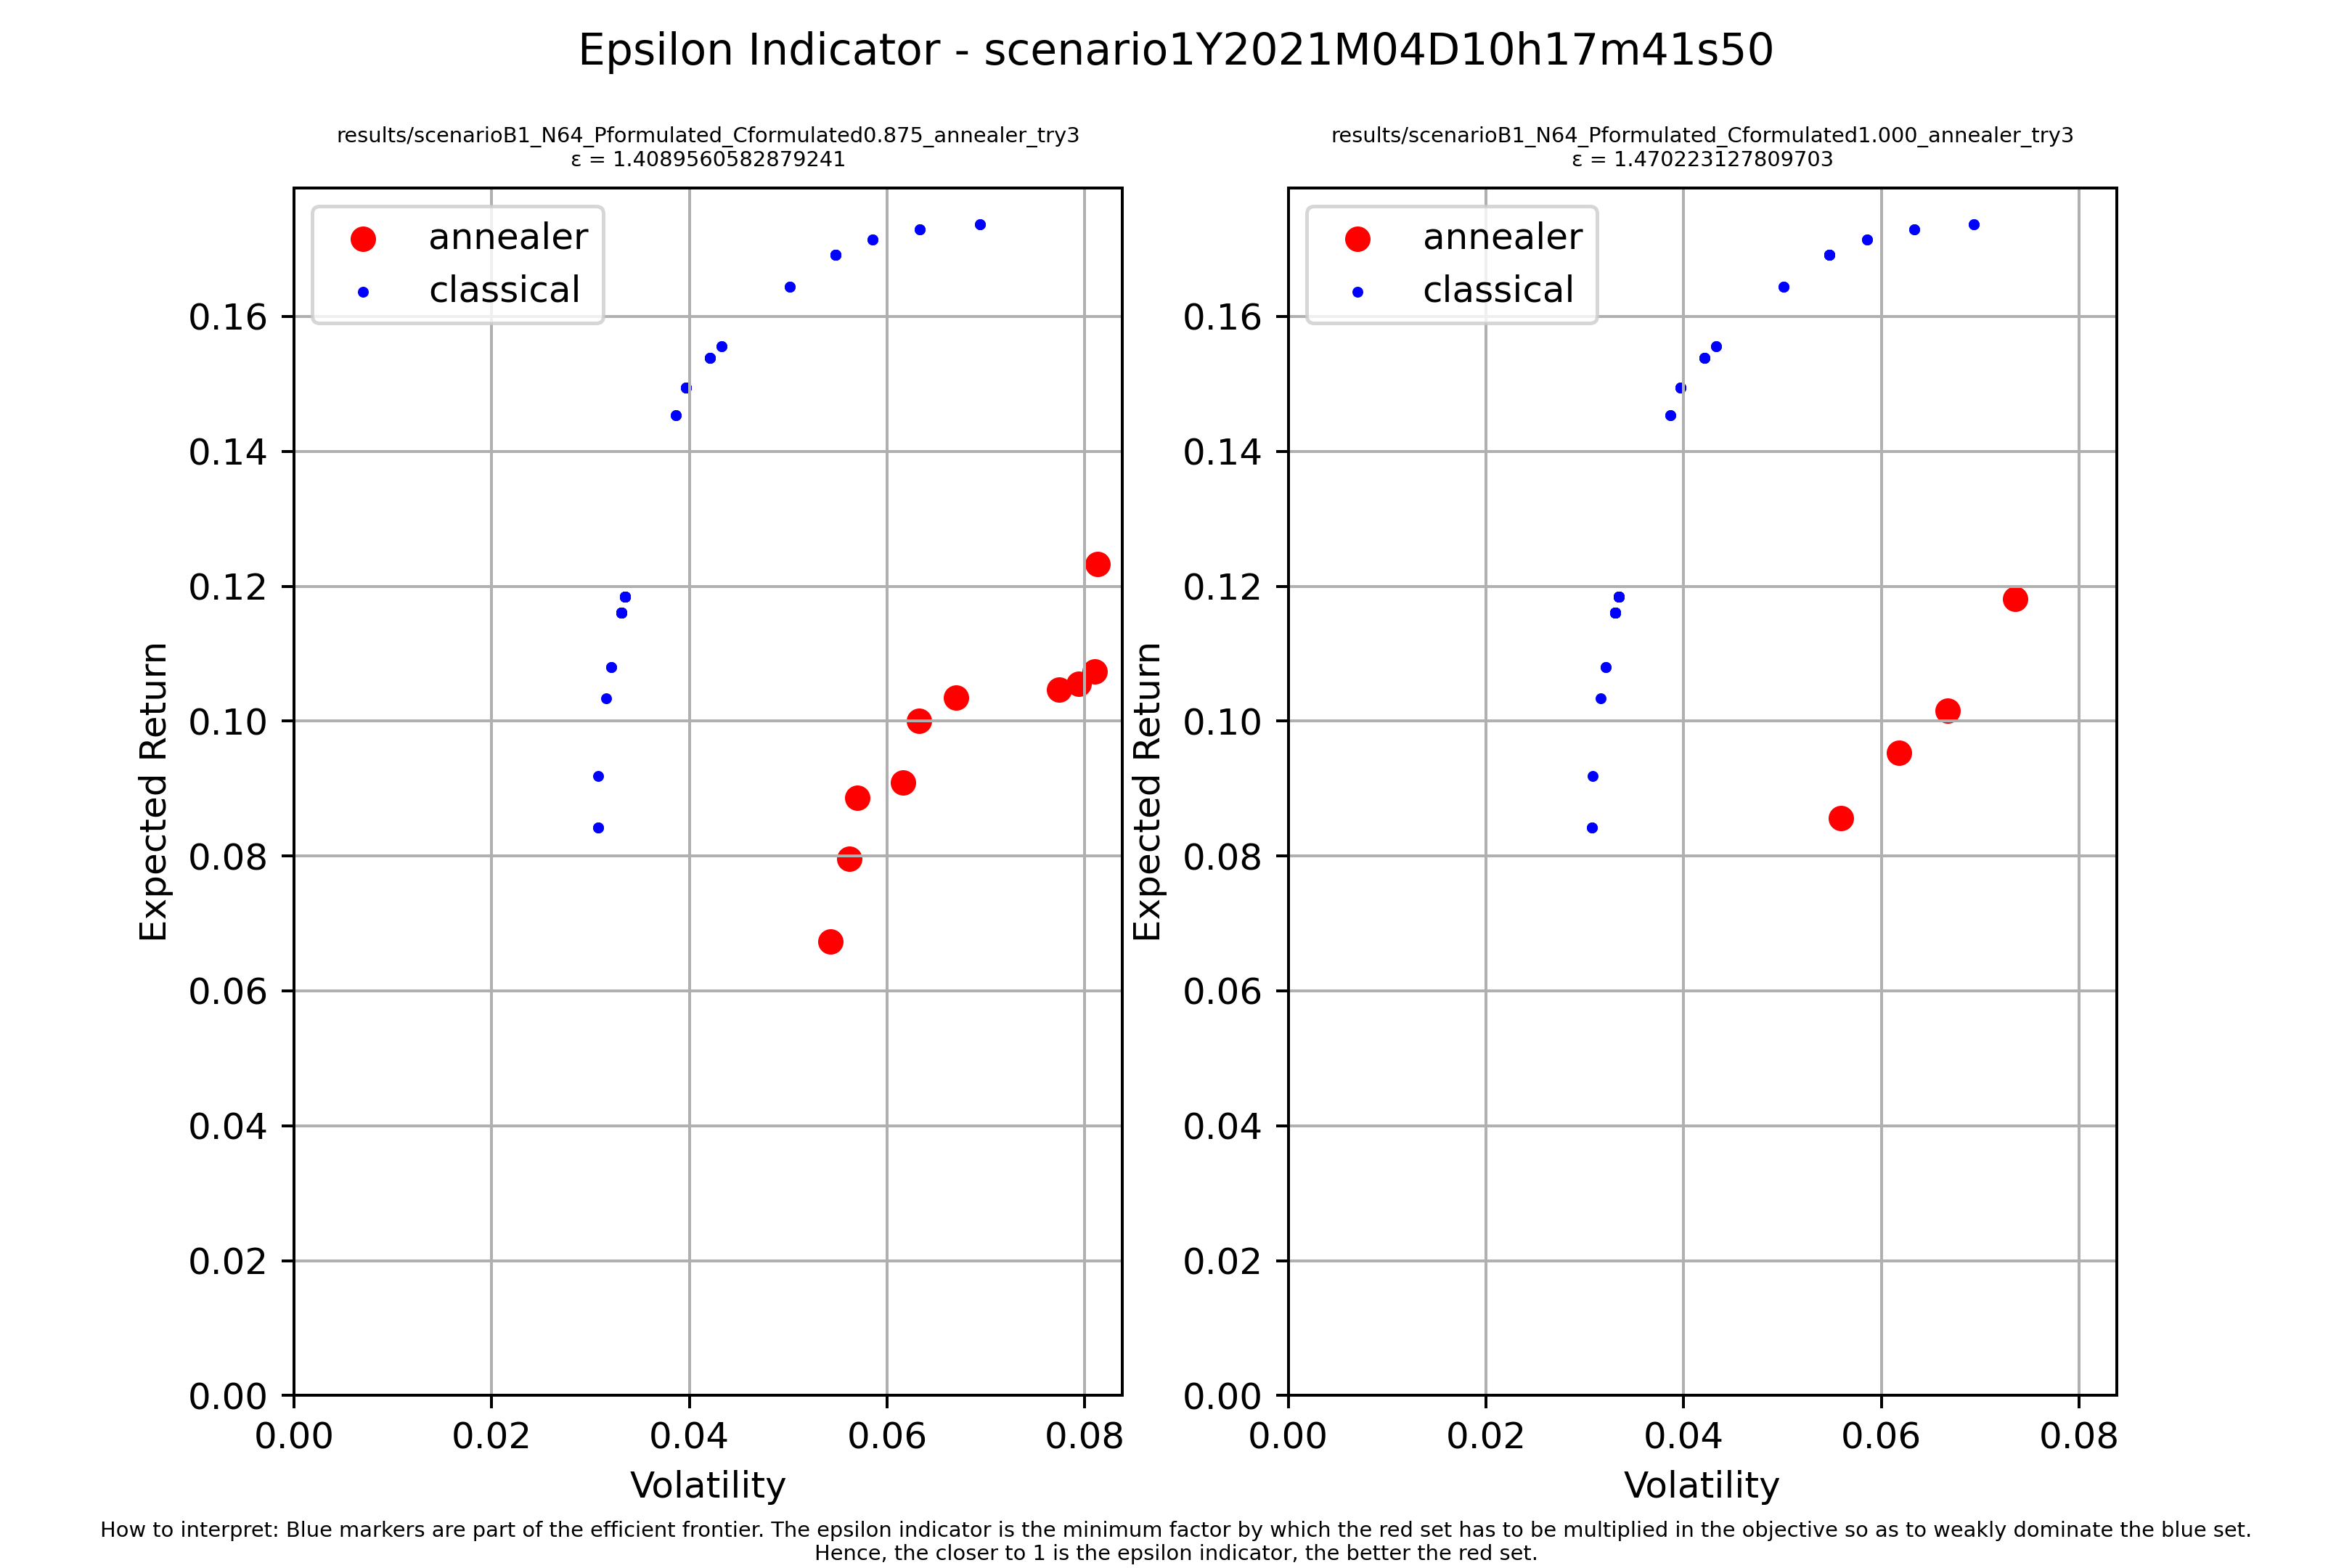 Epsilon Indicator - scenario1Y2021M04D10h17m41s50
results/scenarioB1_N64_Pformulated_Cformulated0.875_annealer_try3
ε = 1.4089560582879241
annealer
classical
0.16
0.14
0.12
0.10
0.08
0.06
0.04
0.02
0.00
Expected Return
0.00 0.02 0.04 0.06 0.08
Volatility
results/scenarioB1_N64_Pformulated_Cformulated1.000_annealer_try3
ε = 1.470223127809703
annealer
classical
0.16
0.14
0.12
0.10
0.08
0.06
0.04
0.02
0.00
Expected Return
0.00 0.02 0.04 0.06 0.08
Volatility
How to interpret: Blue markers are part of the efficient frontier. The epsilon indicator is the minimum factor by which the red set has to be multiplied in the objective so as to weakly dominate the blue set.
Hence, the closer to 1 is the epsilon indicator, the better the red set.